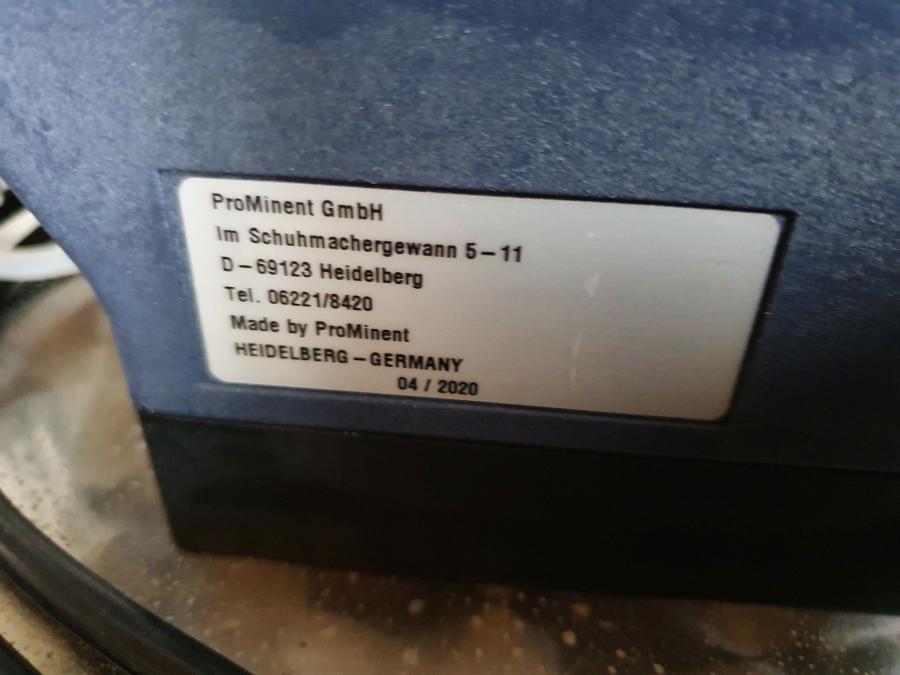 ProMinent GmbH
Im Schuhmachergewann 5-11
D-69123 Heidelberg
Tel. 06221/8420
Made by ProMinent
HEIDELBERG-GERMANY
04 / 2020